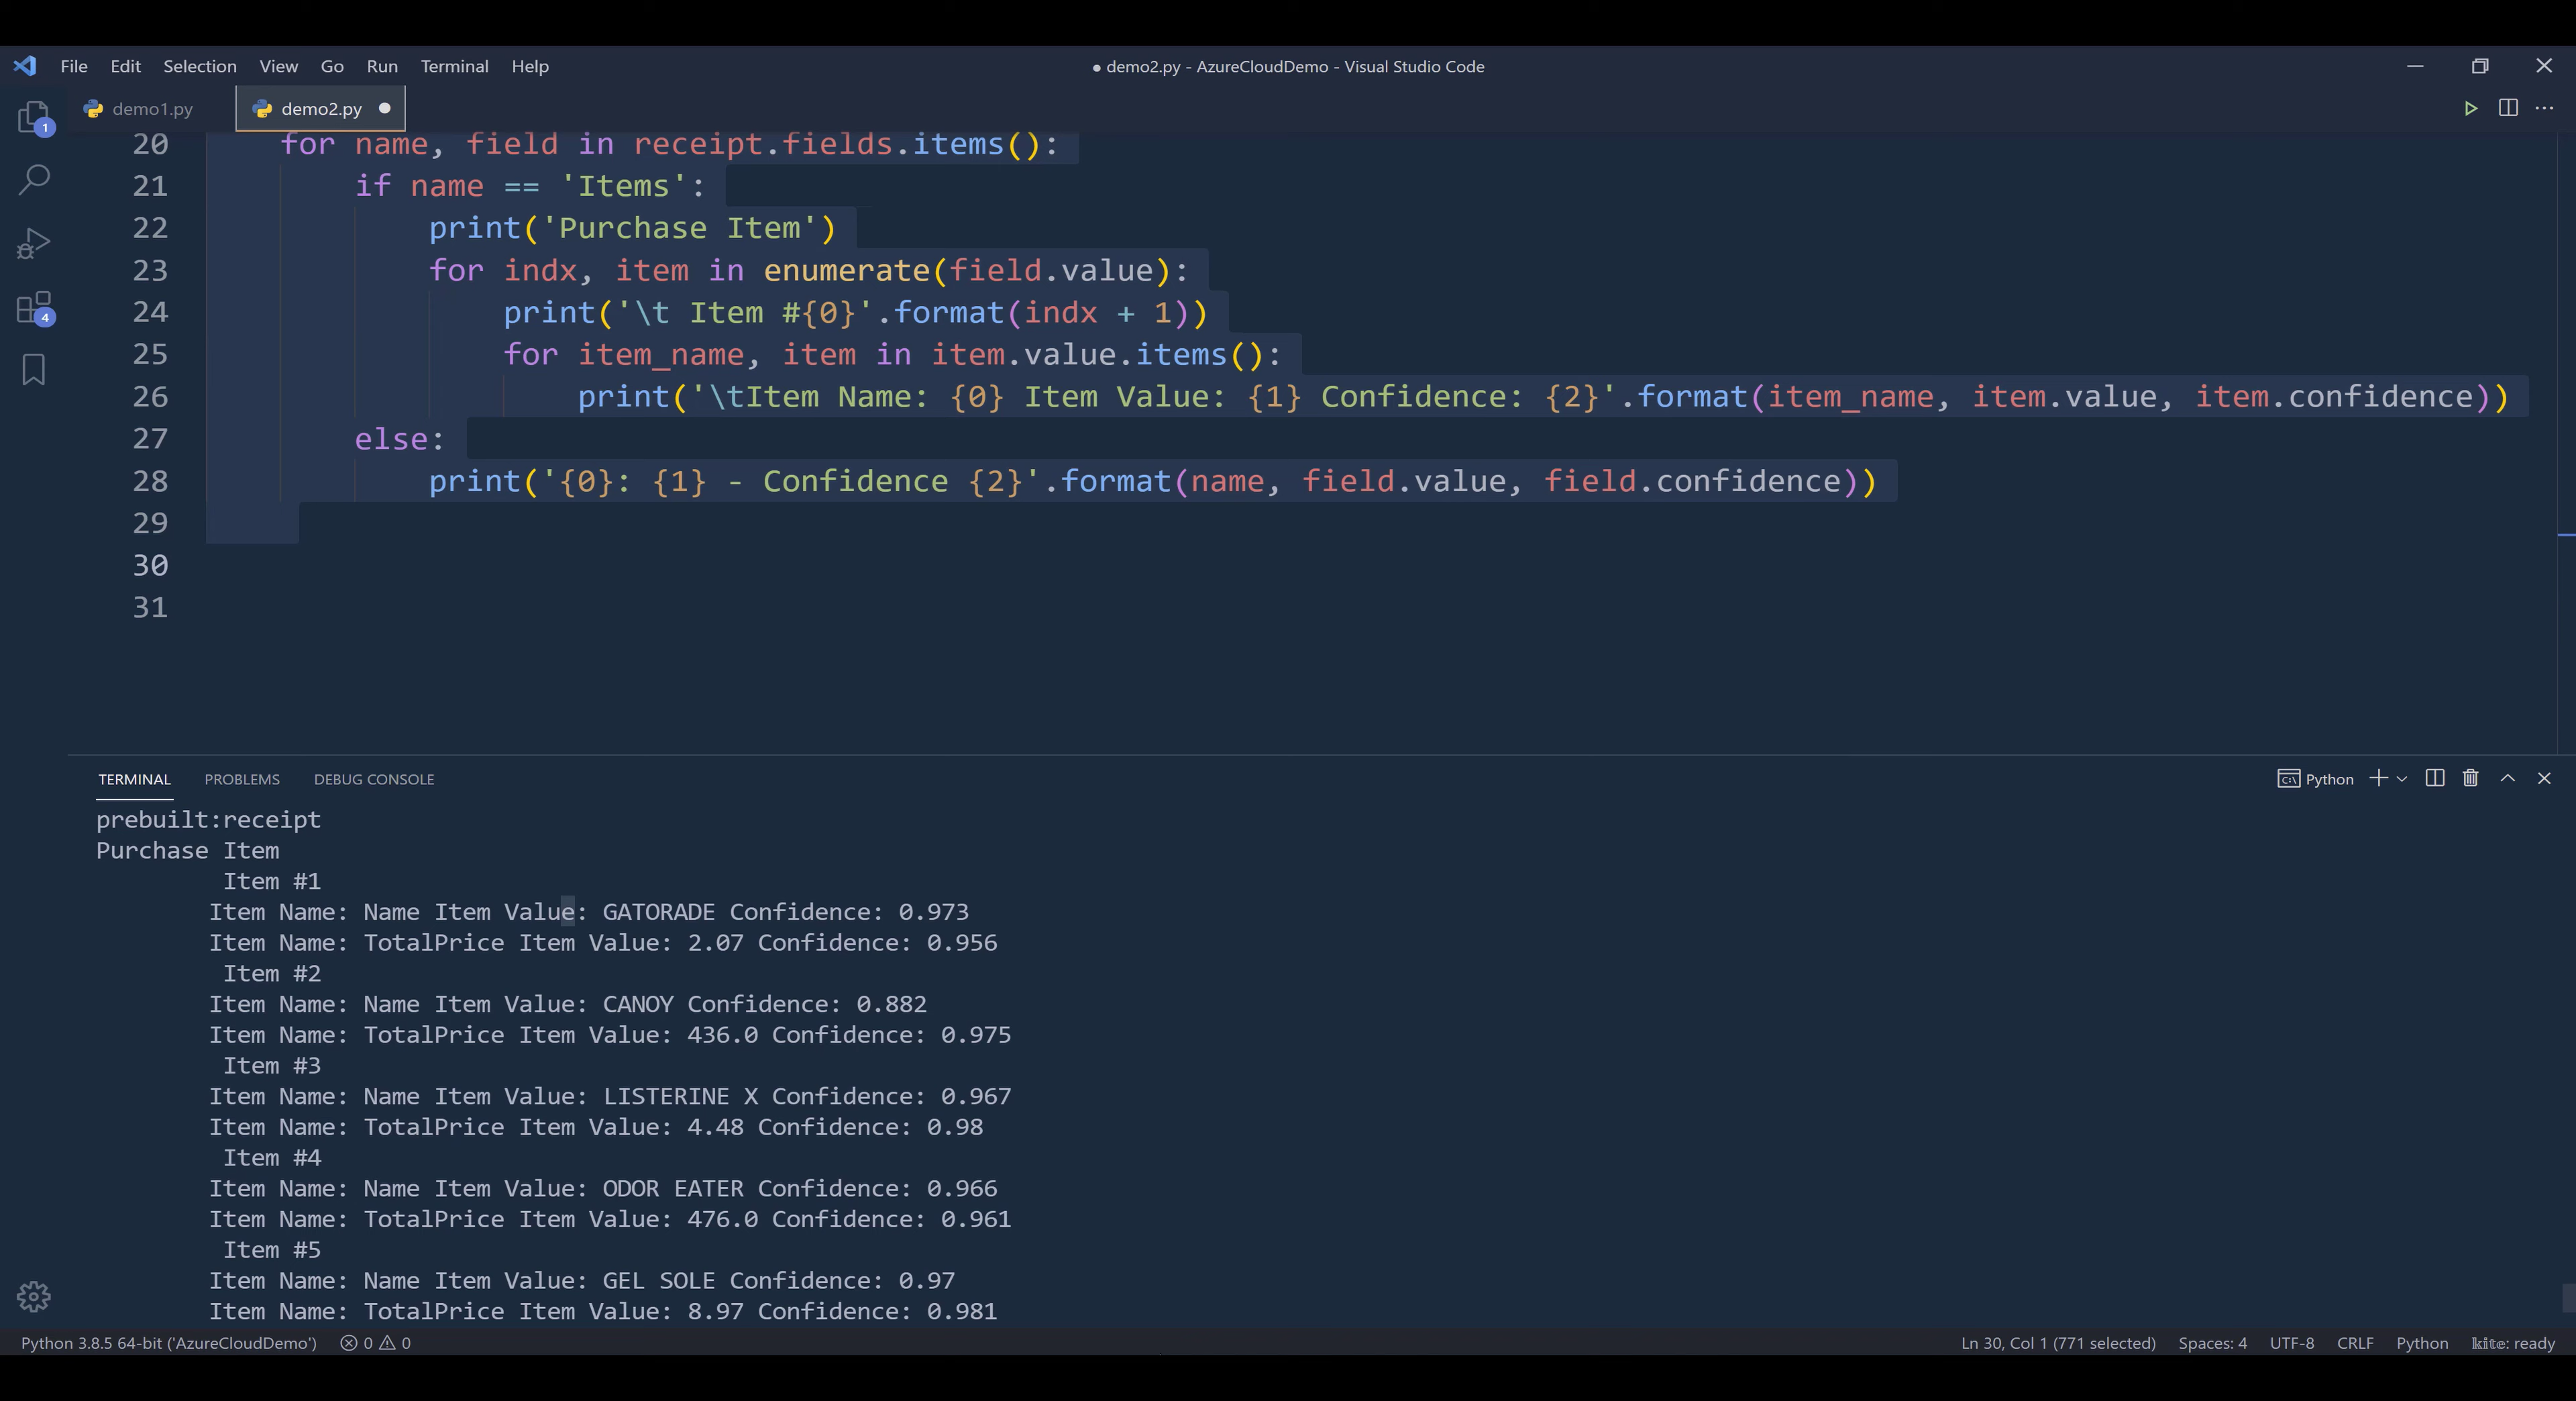 File Edit Selection View Go Run Terminal Help
● demo2.py - AzureCloudDemo - Visual Studio Code
demo1.py demo2.py
20 for name, field in receipt.fields.items():
21 if name == 'Items':
22 print('Purchase Item')
23 for indx, item in enumerate(field.value):
24 print('\t Item #{0}'.format(indx + 1))
25 for item_name, item in item.value.items():
26 print('\tItem Name: {0} Item Value: {1} Confidence: {2}'.format(item_name, item.value, item.confidence))
27 else:
28 print('{0}: {1} - Confidence {2}'.format(name, field.value, field.confidence))
29
30
31
1
4
TERMINAL PROBLEMS DEBUG CONSOLE
Python
prebuilt:receipt
Purchase Item
Item #1
Item Name: Name Item Value: GATORADE Confidence: 0.973
Item Name: TotalPrice Item Value: 2.07 Confidence: 0.956
Item #2
Item Name: Name Item Value: CANOY Confidence: 0.882
Item Name: TotalPrice Item Value: 436.0 Confidence: 0.975
Item #3
Item Name: Name Item Value: LISTERINE X Confidence: 0.967
Item Name: TotalPrice Item Value: 4.48 Confidence: 0.98
Item #4
Item Name: Name Item Value: ODOR EATER Confidence: 0.966
Item Name: TotalPrice Item Value: 476.0 Confidence: 0.961
Item #5
Item Name: Name Item Value: GEL SOLE Confidence: 0.97
Item Name: TotalPrice Item Value: 8.97 Confidence: 0.981
Python 3.8.5 64-bit ('AzureCloudDemo') 0 0
Ln 30, Col 1 (771 selected) Spaces: 4 UTF-8 CRLF Python kite: ready